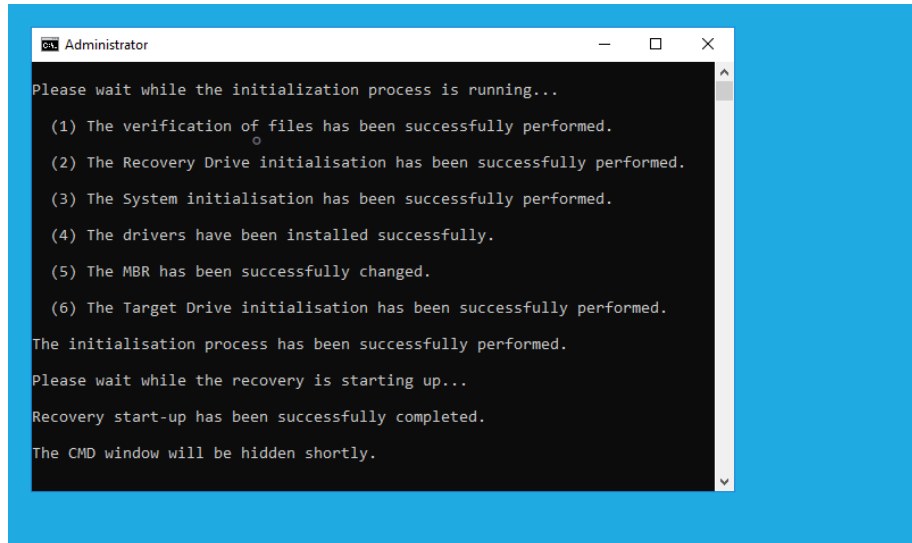 Administrator
Please wait while the initialization process is running...
(1) The verification of files has been successfully performed.
(2) The Recovery Drive initialisation has been successfully performed.
(3) The System initialisation has been successfully performed.
(4) The drivers have been installed successfully.
(5) The MBR has been successfully changed.
(6) The Target Drive initialisation has been successfully performed.
The initialisation process has been successfully performed.
Please wait while the recovery is starting up...
Recovery start-up has been successfully completed.
The CMD window will be hidden shortly.